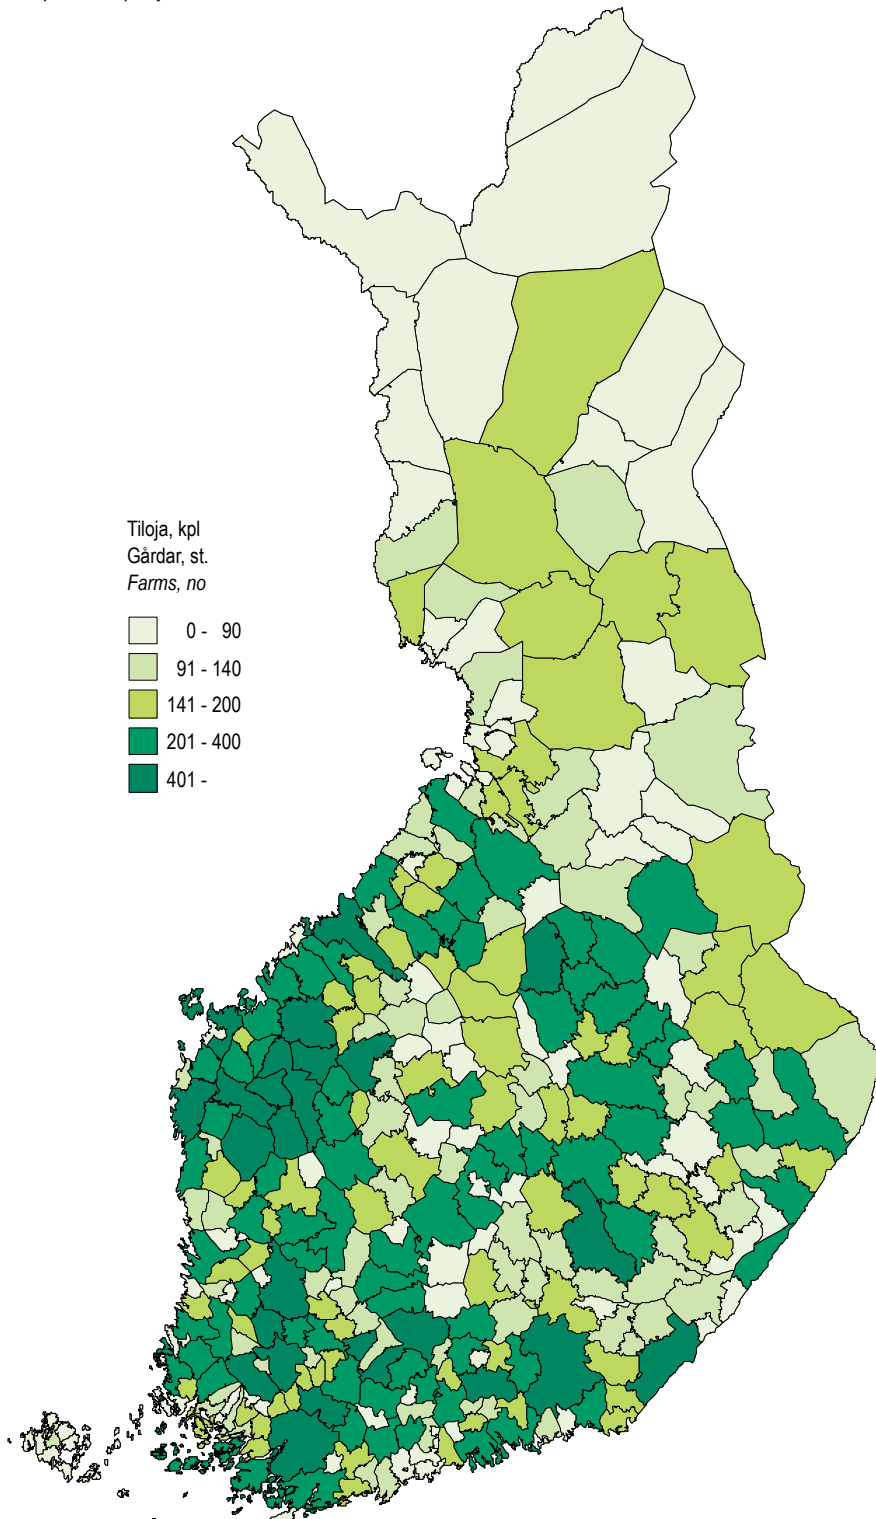 Tiloja, kpl
Gårdar, st.
Farms, no
0 - 90
91 - 140
141 - 200
201 - 400
401 -